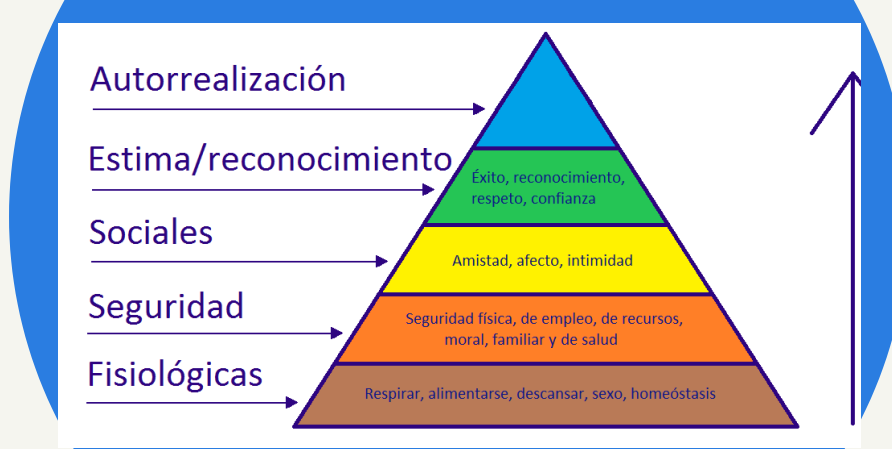 Autorrealización
Estima/reconocimiento
Éxito, reconocimiento,
respeto, confianza
Sociales
Amistad, afecto, intimidad
Seguridad
Seguridad física, de empleo, de recursos,
moral, familiar y de salud
Fisiológicas
Respirar, alimentarse, descansar, sexo, homeóstasis